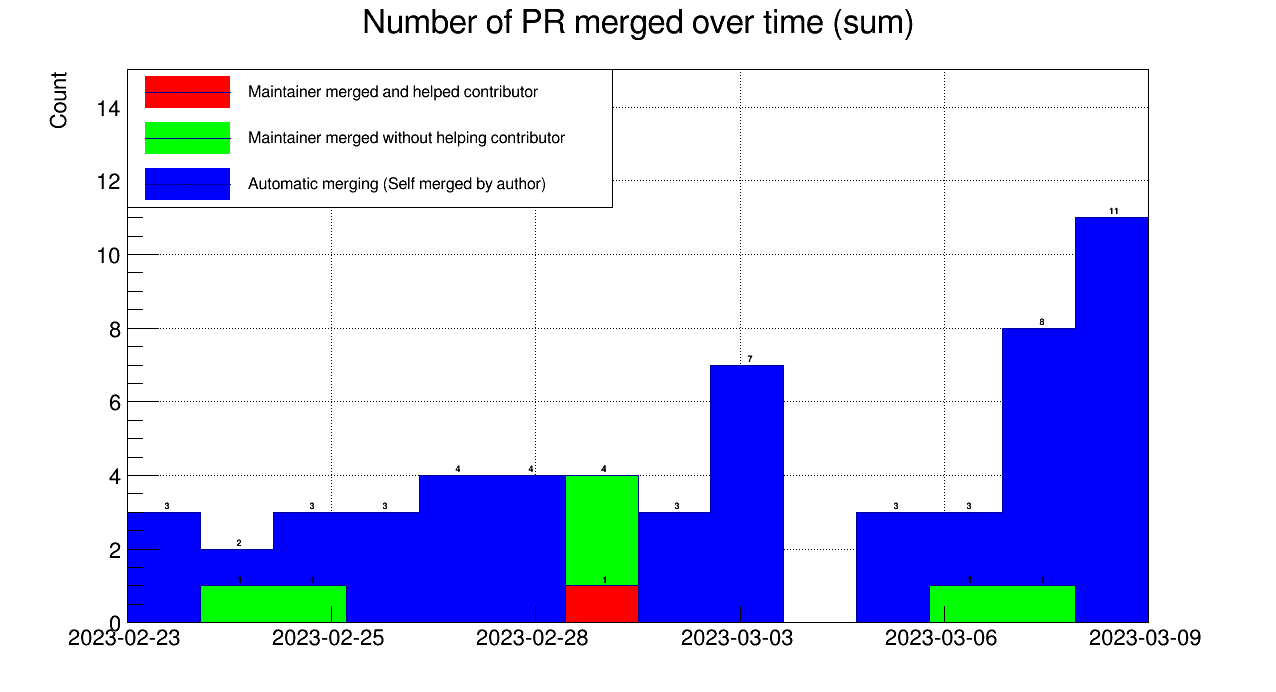 Number of PR merged over time (sum)
Count
Maintainer merged and helped contributor
Maintainer merged without helping contributor
Automatic merging (Self merged by author)
14
12
10
8
6
4
2
0
11
8
7
4 4 4
3 3 3 3 3 3
2
1 1 1 1 1
2023-02-23 2023-02-25 2023-02-28 2023-03-03 2023-03-06 2023-03-09